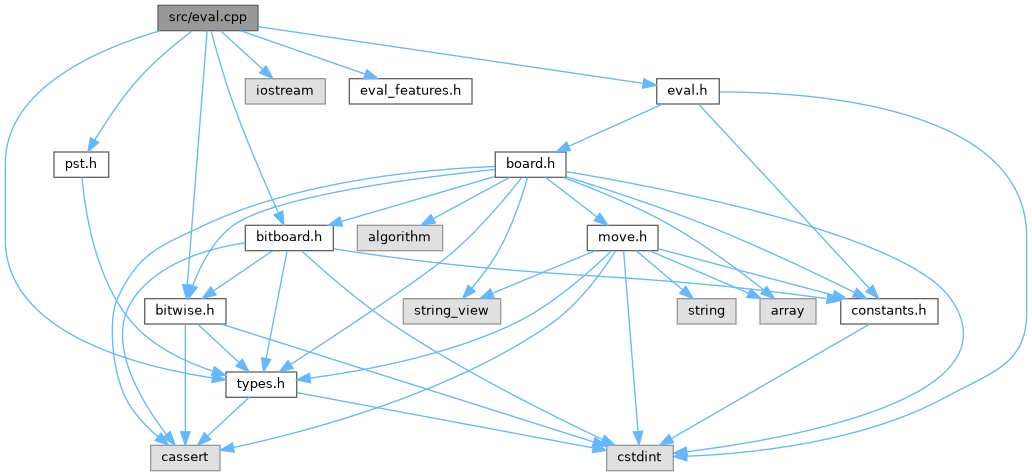 src/eval.cpp
iostream
eval_features.h
eval.h
pst.h
board.h
bitboard.h
algorithm
move.h
bitwise.h
string_view
string
array
constants.h
types.h
cassert
cstdint